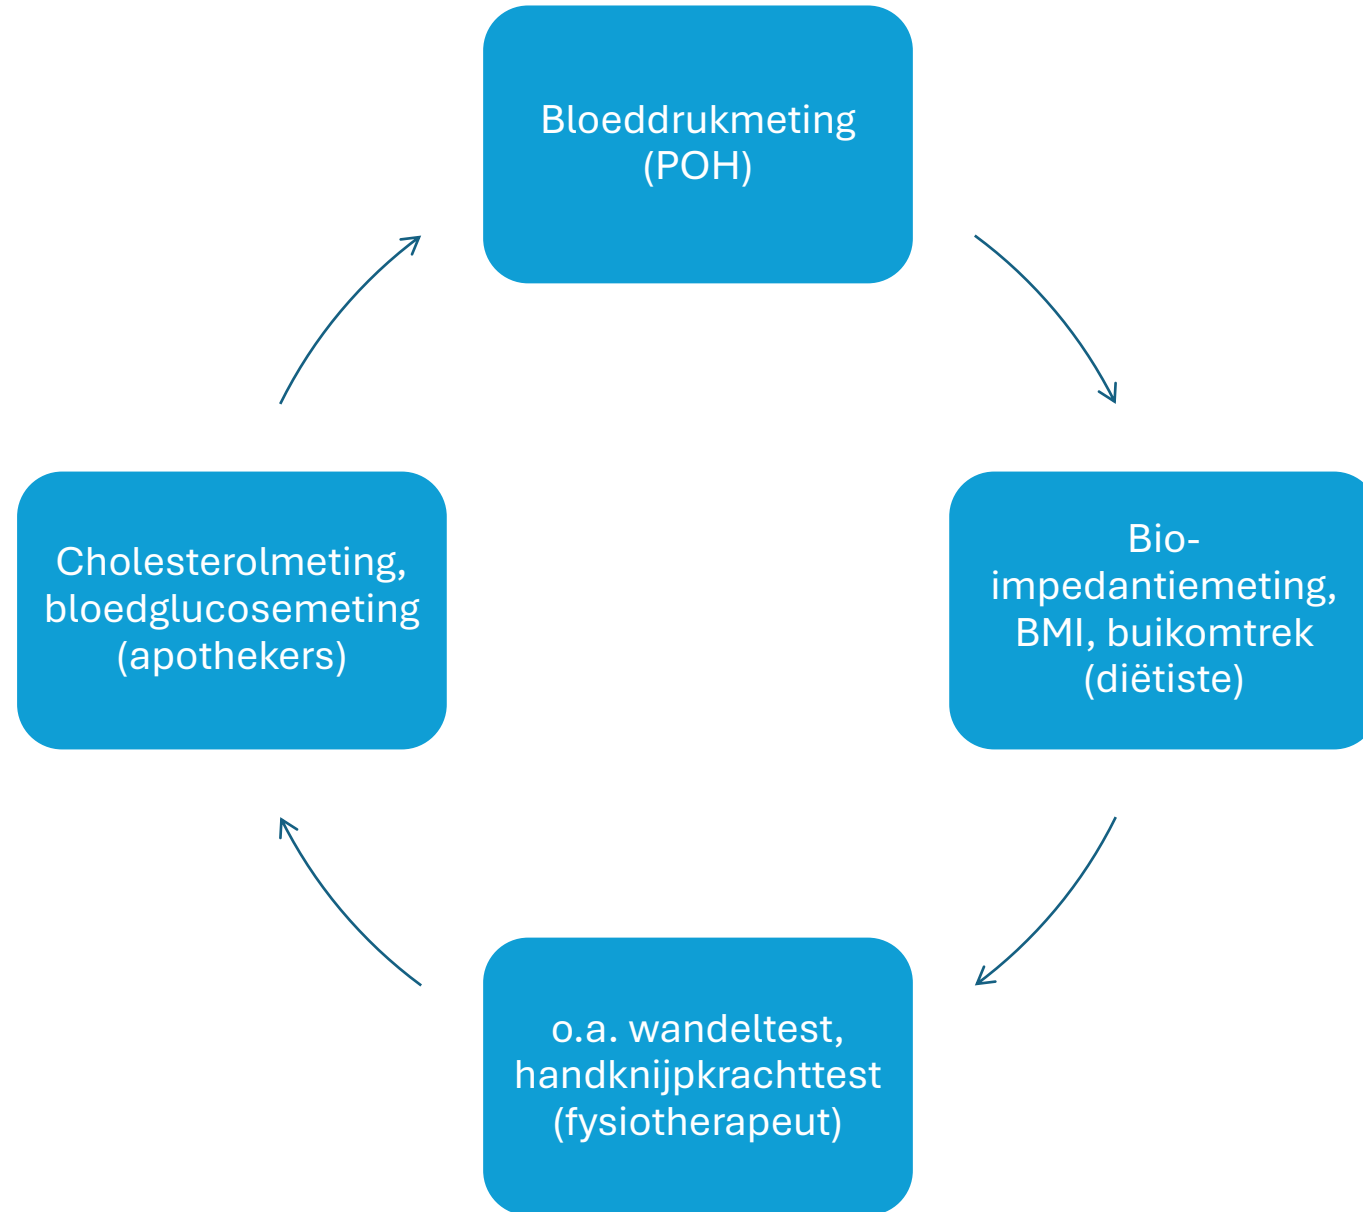 Bloeddrukmeting
(POH)
Bio-
impedantiemeting,
BMI, buikomtrek
(diëtiste)
o.a. wandeltest,
handknijpkrachttest
(fysiotherapeut)
Cholesterolmeting,
bloedglucosemeting
(apothekers)